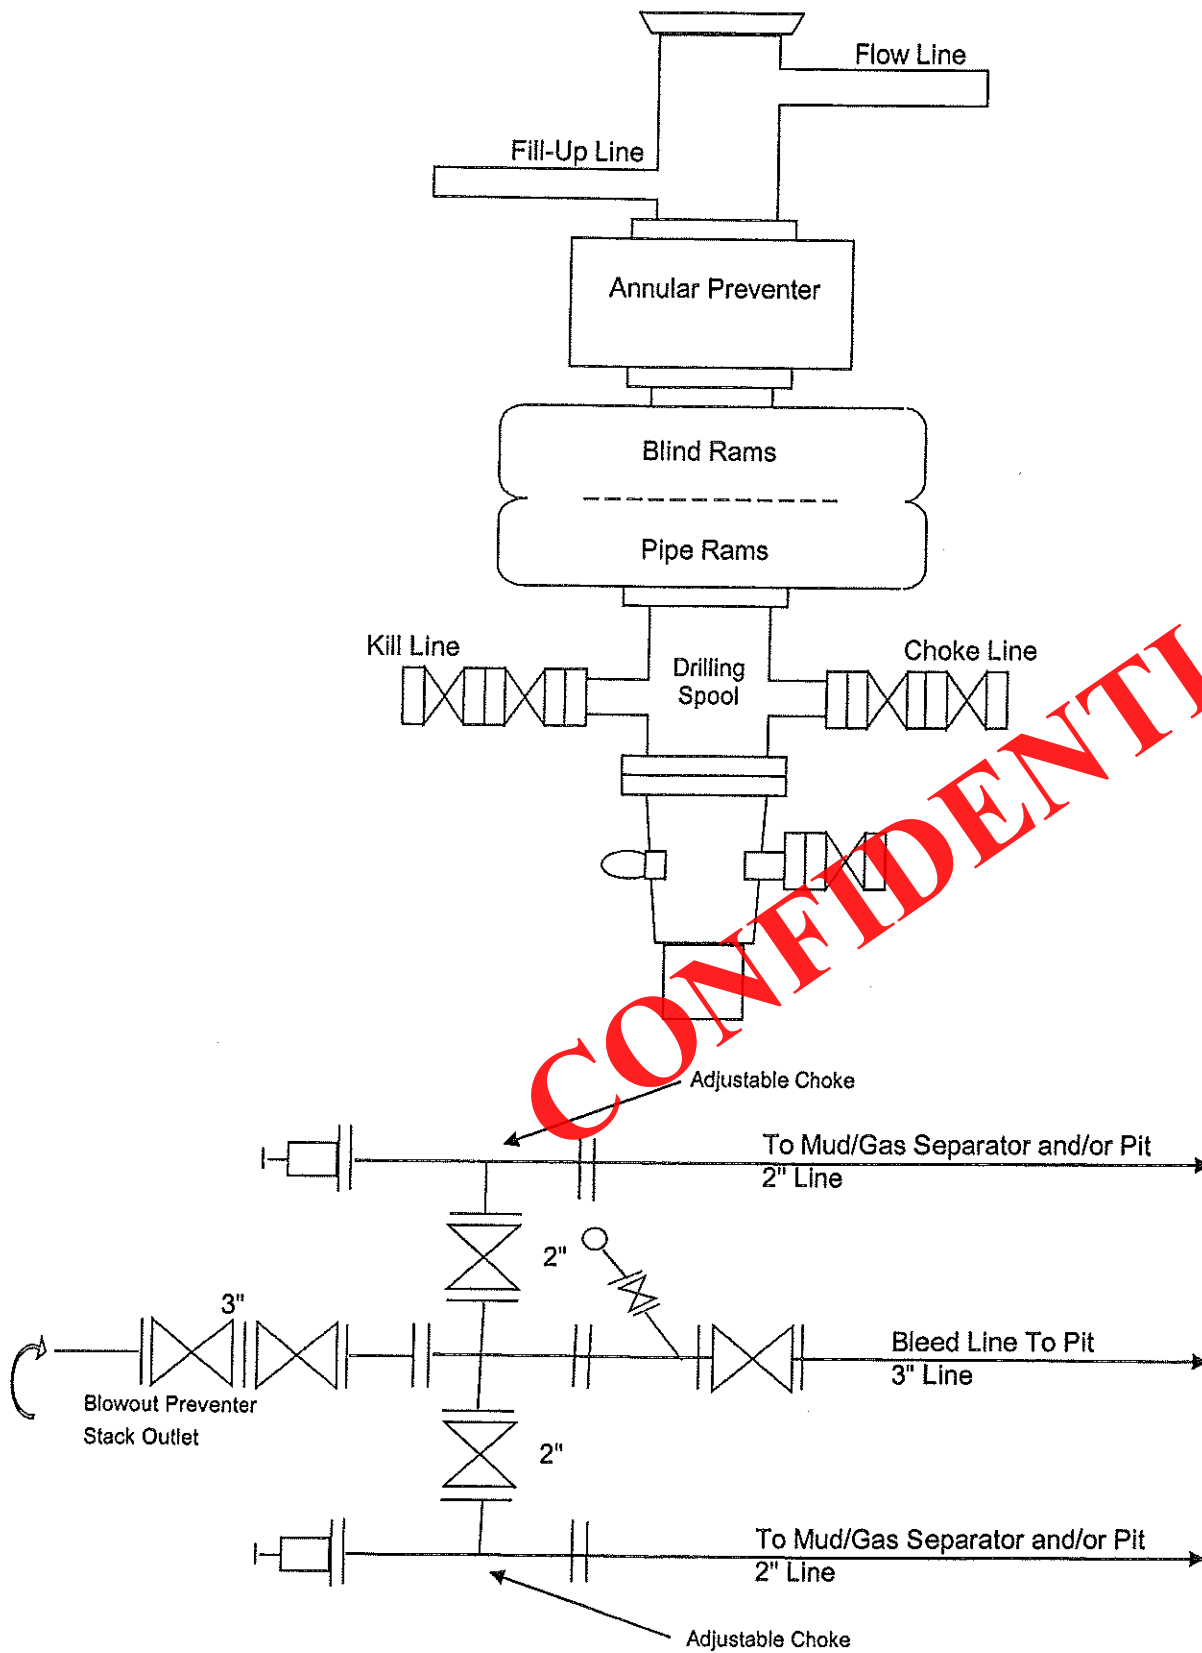 Flow Line
Fill-Up Line
Annular Preventer
Blind Rams
Pipe Rams
Kill Line
Drilling
Spool
Choke Line
CONFIDENTI
Adjustable Choke
To Mud/Gas Separator and/or Pit
2" Line
2"
3"
Bleed Line To Pit
3" Line
Blowout Preventer
Stack Outlet
2"
To Mud/Gas Separator and/or Pit
2" Line
Adjustable Choke